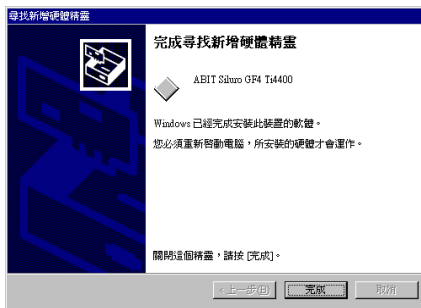 尋找新增硬體精靈
完成尋找新增硬體精靈
ABIT Siluro GF4 Ti4400
Windows 已經完成安裝此裝置的軟體。
您必須重新啓動電腦，所安裝的硬體才會運作。
關閉這個精靈，請按 [完成]。
<上一步(B)
完成
取消